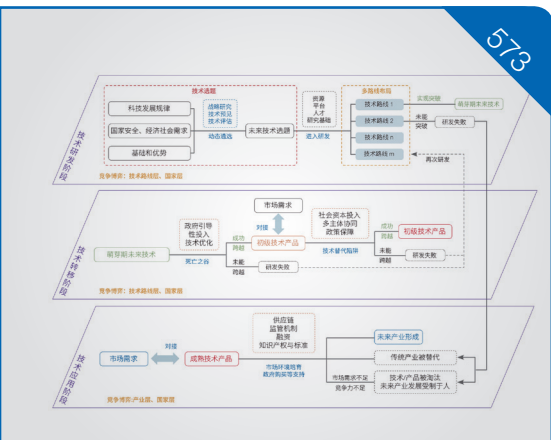 573
技术研发阶段
技术选题
科技发展规律
国家安全、经济社会需求
基础和优势
战略研究
技术预见
技术评估
动态遴选
未来技术选题
资源
平台
人才
研究基础
进入研发
多路线布局
技术路线 1
技术路线 2
技术路线 n
技术路线 m
实现突破
萌芽期未来技术
未能
突破
研发失败
再次研发
竞争博弈：技术路线层、国家层
技术转移阶段
萌芽期未来技术
政府引导
性投入
技术优化
死亡之谷
成功
跨越
未能
跨越
研发失败
市场需求
对接
初级技术产品
社会资本投入
多主体协同
政策保障
技术替代陷阱
成功
跨越
初级技术产品
未能
跨越
研发失败
竞争博弈：技术路线层、国家层
技术应用阶段
市场需求
对接
成熟技术产品
供应链
监管机制
融资
知识产权与标准
市场环境培育
政府购买等支持
未来产业形成
传统产业被替代
市场需求不足
竞争力不足
技术/产品被淘汰
未来产业发展受制于人
竞争博弈:产业层、国家层